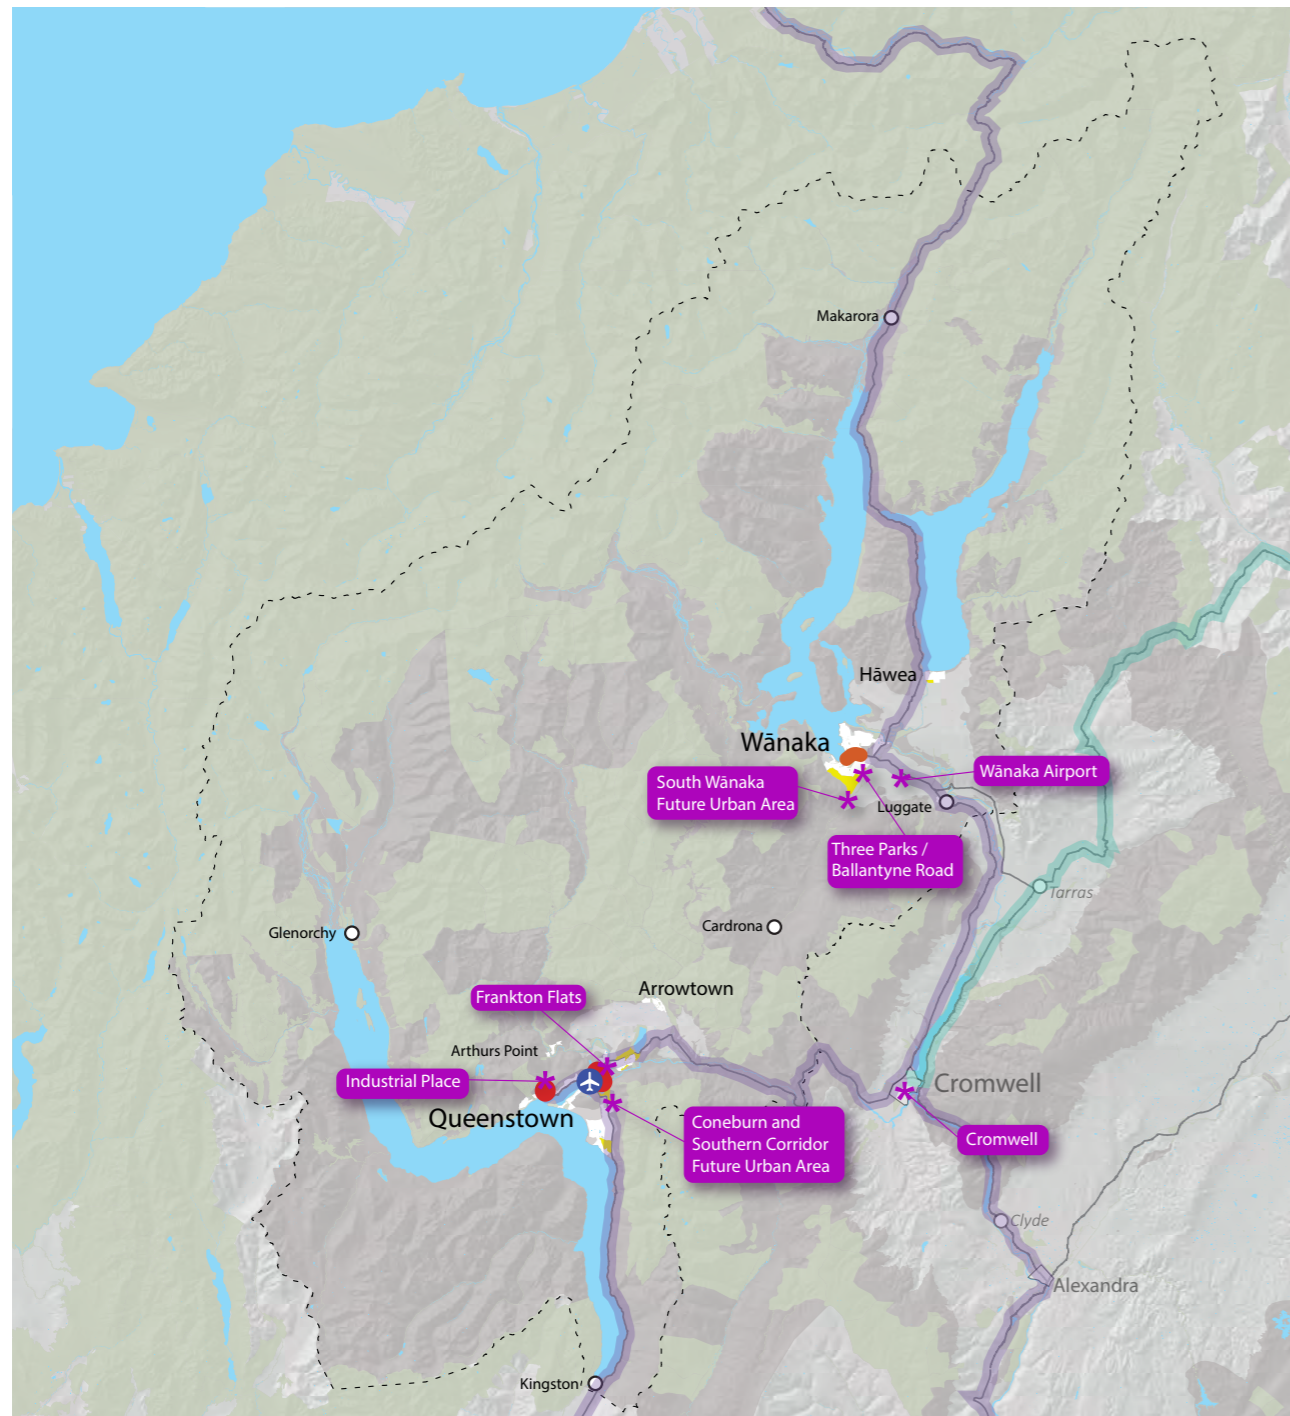 Makarora
Hāwea
Wānaka
Wānaka Airport
South Wānaka
Future Urban Area
Luggate
Three Parks /
Ballantyne Road
Tarras
Cardrona
Glenorchy
Arrowtown
Frankton Flats
Arthurs Point
Industrial Place
Cromwell
Queenstown
Coneburn and
Southern Corridor
Future Urban Area
Cromwell
Clyde
Alexandra
Kingston